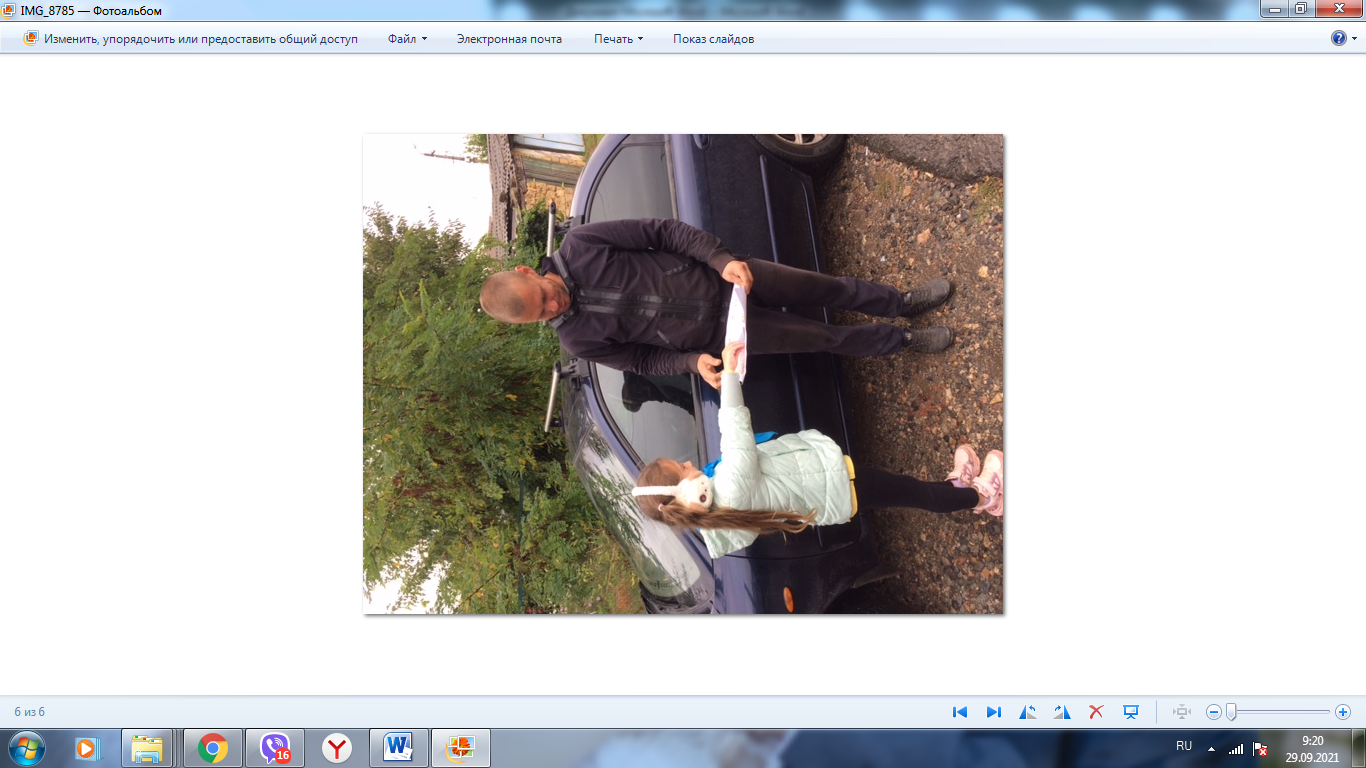 IMG_8785 — Фотоальбом
Изменить, упорядочить или предоставить общий доступ Файл Электронная почта Печать Показ слайдов
6 из 6
16
RU 9:20
29.09.2021